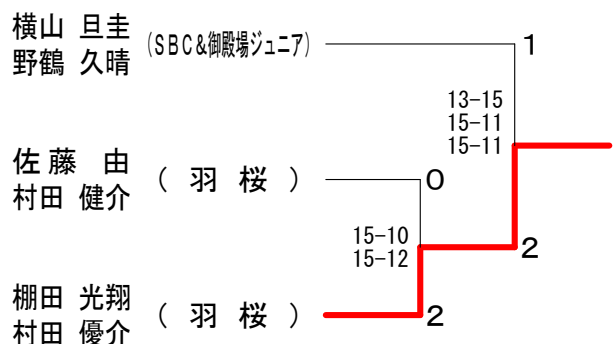 横山 旦圭
野鶴 久晴
(SBC&御殿場ジュニア)
1
13-15
15-11
15-11
佐藤 由
村田 健介
( 羽 桜 )
0
15-10
15-12
2
棚田 光翔
村田 優介
( 羽 桜 )
2